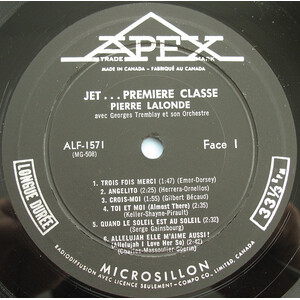 APEX
TRADE MARK
MADE IN CANADA - FABRIQUÉ AU CANADA
JET... PREMIERE CLASSE
PIERRE LALONDE
avec Georges Tremblay et son Orchestre
ALF-1571
(MG-508)
Face 1
LONGUE DURÉE
33⅓
1. TROIS FOIS MERCI (1:47) (Emer-Dorsey)
2. ANGELITO (2:25) (Herrera-Ornellos)
3. CROIS-MOI (1:55) (Gilbert Bécaud)
4. TOI ET MOI (Almost There) (2:36)
(Keller-Shayne-Pirault)
5. QUAND LE SOLEIL EST AU SOLEIL (2:32)
(Serge Gainsbourg)
6. ALLELUJAH ELLE M'AIME AUSSI!
(Allelujah I Love Her So) (2:42)
MICROSILLON
RADIODIFFUSION AVEC LICENCE SEULEMENT - COMPO CO., LIMITED, CANADA